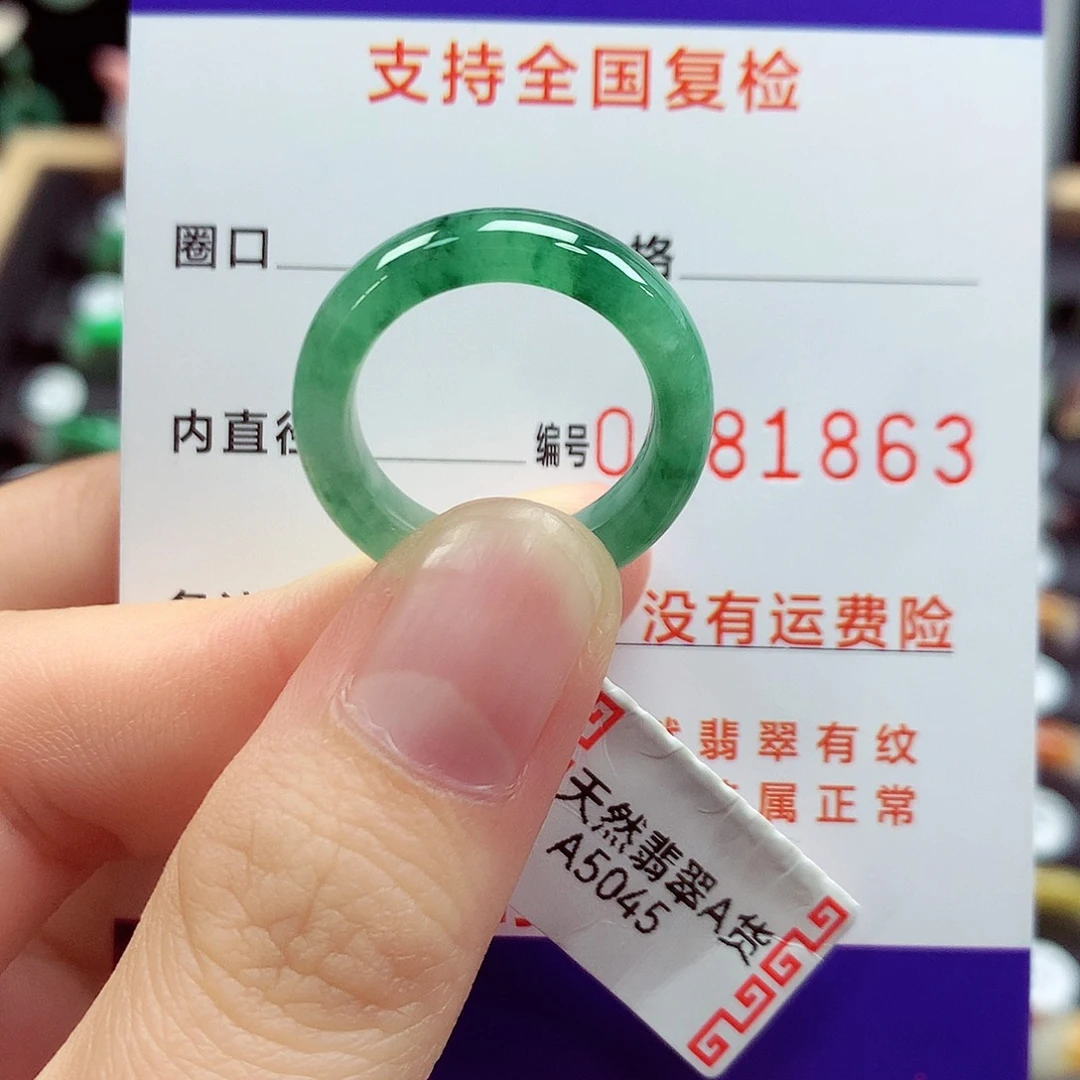 支持全国复检
圈口 格
内直径 编号0 81863
没有运费险
翡翠有纹
属正常
天然翡翠A货
A5045